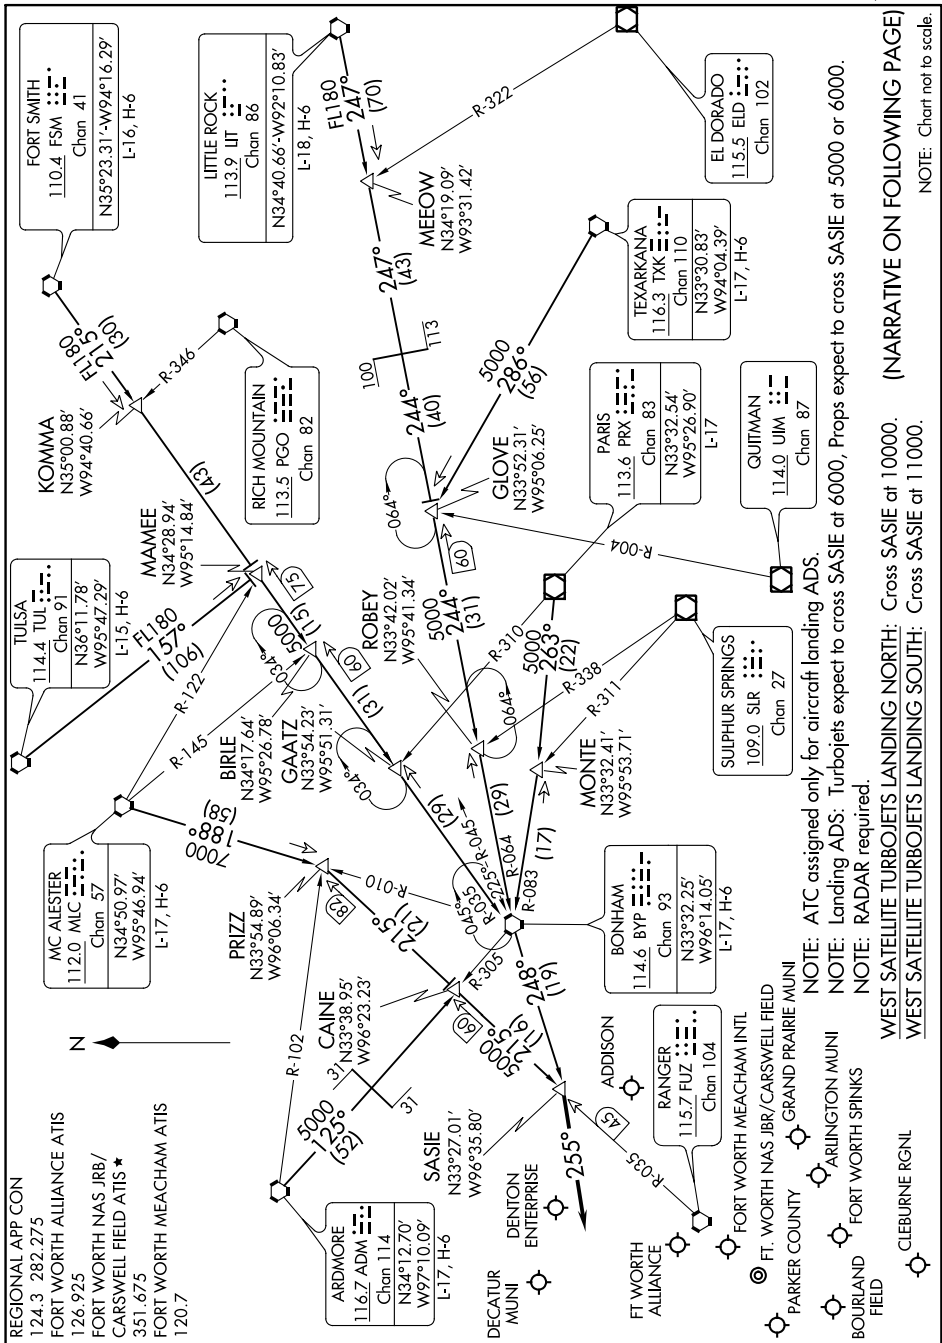 REGIONAL APP CON
124.3 282.275
FORT WORTH ALLIANCE ATIS
126.925
FORT WORTH NAS JRB/
CARSWELL FIELD ATIS ★
351.675
FORT WORTH MEACHAM ATIS
120.7
N
MC ALESTER
112.0 MLC
Chan 57
N34°50.97'
W95°46.94'
L-17, H-6
TULSA
114.4 TUL
Chan 91
N36°11.78'
W95°47.29'
L-15, H-6
FORT SMITH
110.4 FSM
Chan 41
N35°23.31'-W94°16.29'
L-16, H-6
LITTLE ROCK
113.9 LIT
Chan 86
N34°40.66'-W92°10.83'
L-18, H-6
RICH MOUNTAIN
113.5 PGO
Chan 82
EL DORADO
115.5 ELD
Chan 102
TEXARKANA
116.3 TXK
Chan 110
N33°30.83'
W94°04.39'
L-17, H-6
PARIS
113.6 PRX
Chan 83
N33°32.54'
W95°26.90'
L-17
QUITMAN
114.0 UIM
Chan 87
SULPHUR SPRINGS
109.0 SLR
Chan 27
BONHAM
114.6 BYP
Chan 93
N33°32.25'
W96°14.05'
L-17, H-6
RANGER
115.7 FUZ
Chan 104
ARDMORE
116.7 ADM
Chan 114
N34°12.70'
W97°10.09'
L-17, H-6
KOMMA
N35°00.88'
W94°40.66'
MAMEE
N34°28.94'
W95°14.84'
BIRLE
N34°17.64'
W95°26.78'
GAATZ
N33°54.23'
W95°51.31'
ROBEY
N33°42.02'
W95°41.34'
GLOVE
N33°52.31'
W95°06.25'
MEEOW
N34°19.09'
W93°31.42'
MONTE
N33°32.41'
W95°53.71'
PRIZZ
N33°54.89'
W96°06.34'
CAINE
N33°38.95'
W96°23.23'
SASIE
N33°27.01'
W96°35.80'
FL180
215°
(30)
R-346
(43)
FL180
157°
(106)
R-122
R-145
75
5000
(15)
034°
60
(31)
034°
(29)
7000
188°
(58)
82
R-010
R-102
215°
(21)
R-305
60
5000
215°
(16)
5000
125°
(52)
31
31
FL180
247°
(70)
R-322
247°
(43)
100
113
244°
(40)
064°
60
5000
244°
(31)
R-004
5000
286°
(56)
R-310
R-338
R-311
064°
(29)
5000
263°
(22)
(17)
045°
R-035
225°
R-045
R-064
R-083
248°
(19)
255°
45
R-035
ADDISON
DENTON
ENTERPRISE
DECATUR
MUNI
FT WORTH
ALLIANCE
FORT WORTH MEACHAM INTL
FT. WORTH NAS JBR/CARSWELL FIELD
GRAND PRAIRIE MUNI
PARKER COUNTY
ARLINGTON MUNI
FORT WORTH SPINKS
BOURLAND
FIELD
CLEBURNE RGNL
NOTE: ATC assigned only for aircraft landing ADS.
NOTE: Landing ADS: Turbojets expect to cross SASIE at 6000, Props expect to cross SASIE at 5000 or 6000.
NOTE: RADAR required.
WEST SATELLITE TURBOJETS LANDING NORTH: Cross SASIE at 10000.
WEST SATELLITE TURBOJETS LANDING SOUTH: Cross SASIE at 11000.
(NARRATIVE ON FOLLOWING PAGE)
NOTE: Chart not to scale.